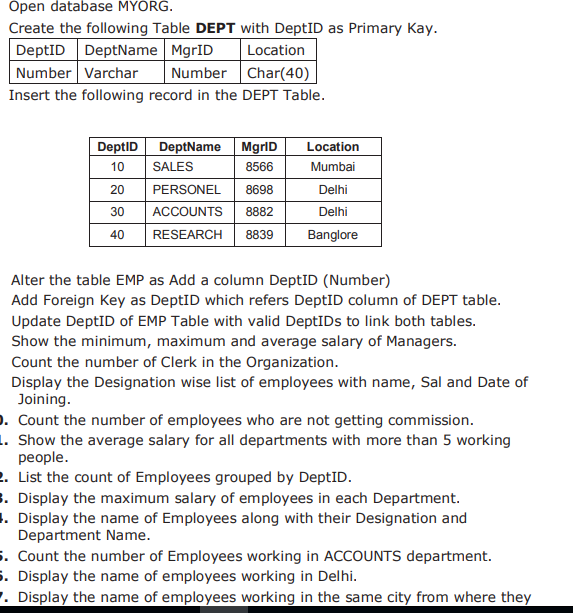 Open database MYORG.
Create the following Table DEPT with DeptID as Primary Kay.
DeptID DeptName MgrID Location
Number Varchar Number Char(40)
Insert the following record in the DEPT Table.
DeptID DeptName MgrID Location
10 SALES 8566 Mumbai
20 PERSONEL 8698 Delhi
30 ACCOUNTS 8882 Delhi
40 RESEARCH 8839 Banglore
Alter the table EMP as Add a column DeptID (Number)
Add Foreign Key as DeptID which refers DeptID column of DEPT table.
Update DeptID of EMP Table with valid DeptIDs to link both tables.
Show the minimum, maximum and average salary of Managers.
Count the number of Clerk in the Organization.
Display the Designation wise list of employees with name, Sal and Date of
Joining.
0. Count the number of employees who are not getting commission.
1. Show the average salary for all departments with more than 5 working
people.
2. List the count of Employees grouped by DeptID.
3. Display the maximum salary of employees in each Department.
4. Display the name of Employees along with their Designation and
Department Name.
5. Count the number of Employees working in ACCOUNTS department.
6. Display the name of employees working in Delhi.
7. Display the name of employees working in the same city from where they